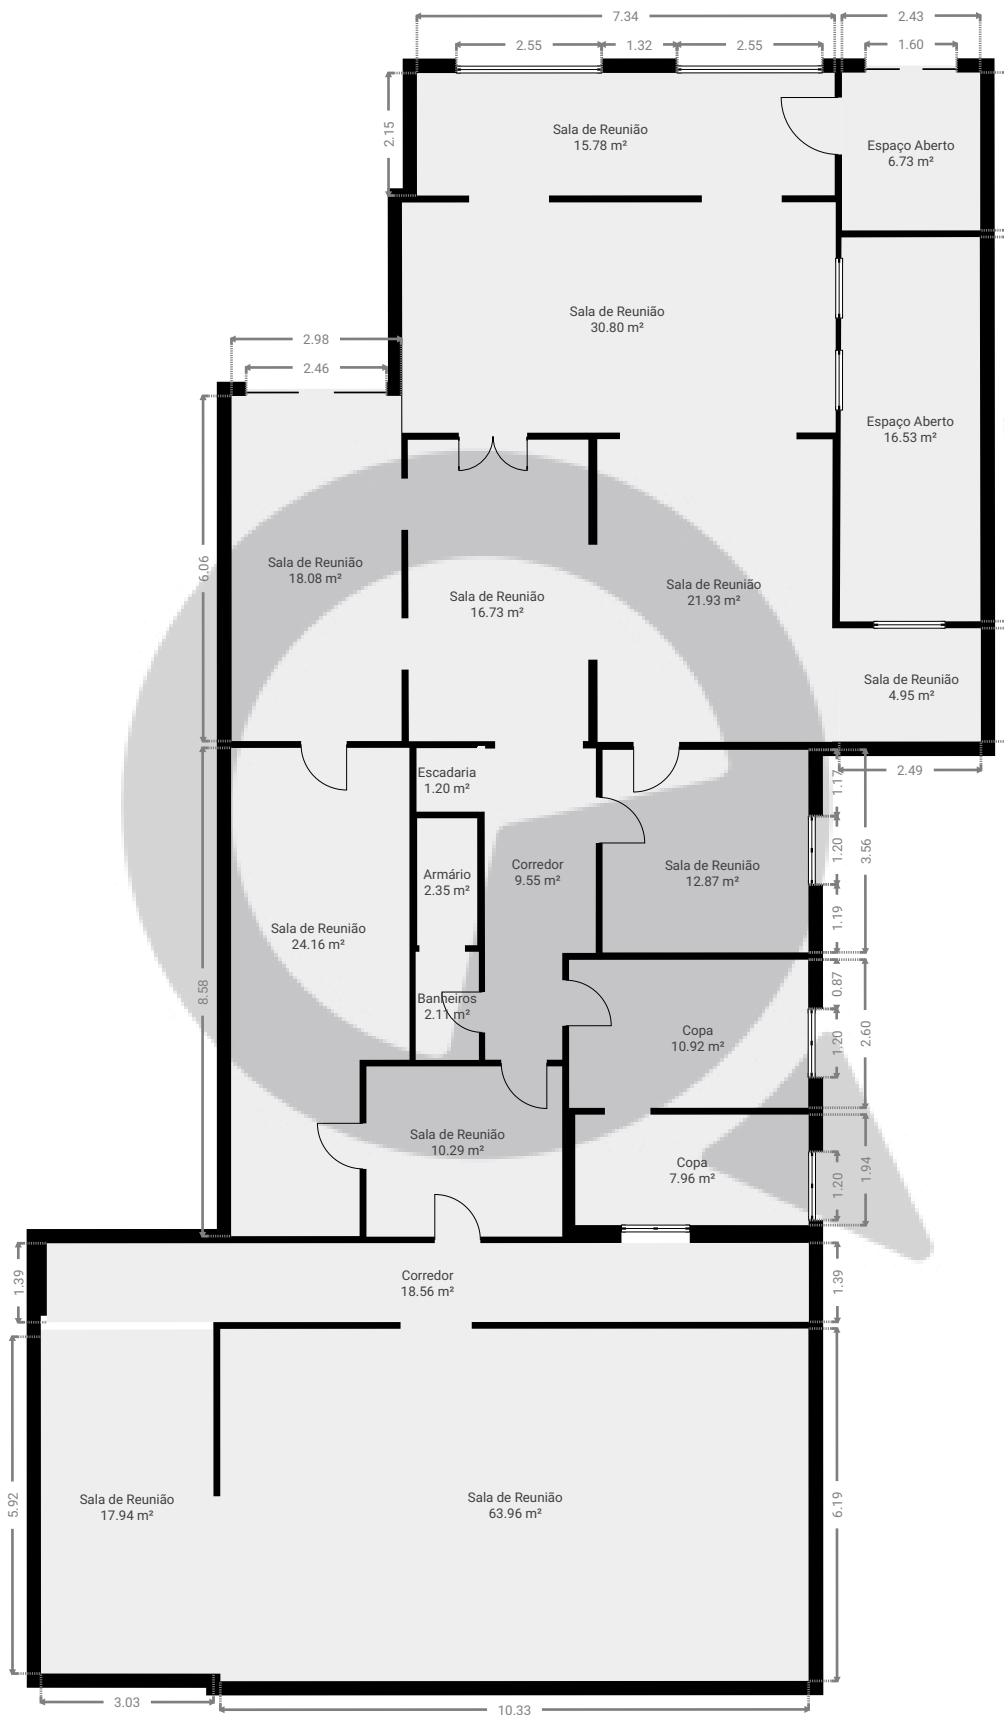 7.34
2.43
2.55
1.32
2.55
1.60
2.15
Sala de Reunião
15.78 m²
Espaço Aberto
6.73 m²
Sala de Reunião
30.80 m²
2.98
2.46
Espaço Aberto
16.53 m²
6.06
Sala de Reunião
18.08 m²
Sala de Reunião
16.73 m²
Sala de Reunião
21.93 m²
Sala de Reunião
4.95 m²
2.49
Escadaria
1.20 m²
1.17
1.20
3.56
1.19
Armário
2.35 m²
Corredor
9.55 m²
Sala de Reunião
12.87 m²
Sala de Reunião
24.16 m²
8.58
Banheiros
2.11 m²
Copa
10.92 m²
0.87
1.20
2.60
Sala de Reunião
10.29 m²
Copa
7.96 m²
1.20
1.94
1.39
Corredor
18.56 m²
1.39
5.92
Sala de Reunião
17.94 m²
Sala de Reunião
63.96 m²
6.19
3.03
10.33